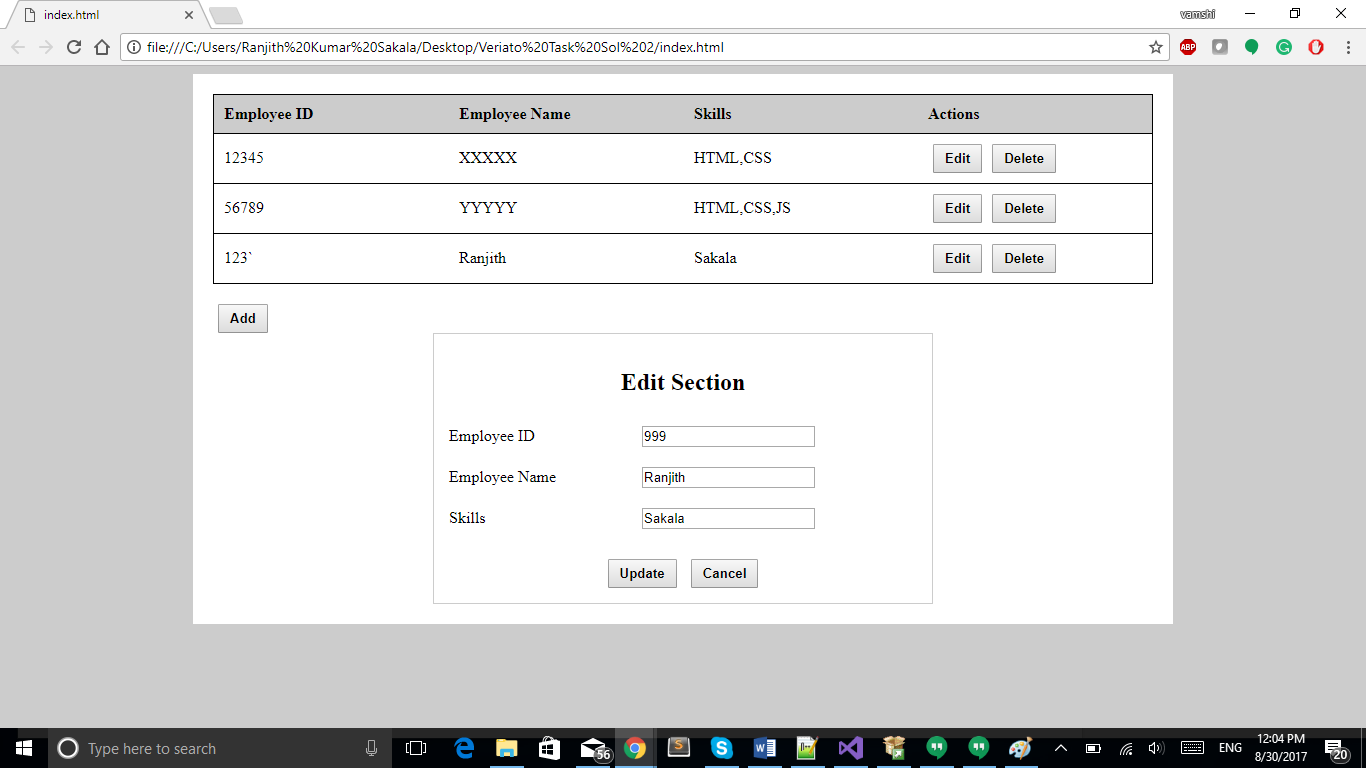 index.html
vamshi
file:///C:/Users/Ranjith%20Kumar%20Sakala/Desktop/Veriato%20Task%20Sol%202/index.html
ABP
Employee ID Employee Name Skills Actions
12345 XXXXX HTML,CSS Edit Delete
56789 YYYYY HTML,CSS,JS Edit Delete
123` Ranjith Sakala Edit Delete
Add
Edit Section
Employee ID 999
Employee Name Ranjith
Skills Sakala
Update Cancel
Type here to search
56
ENG
12:04 PM
8/30/2017
20